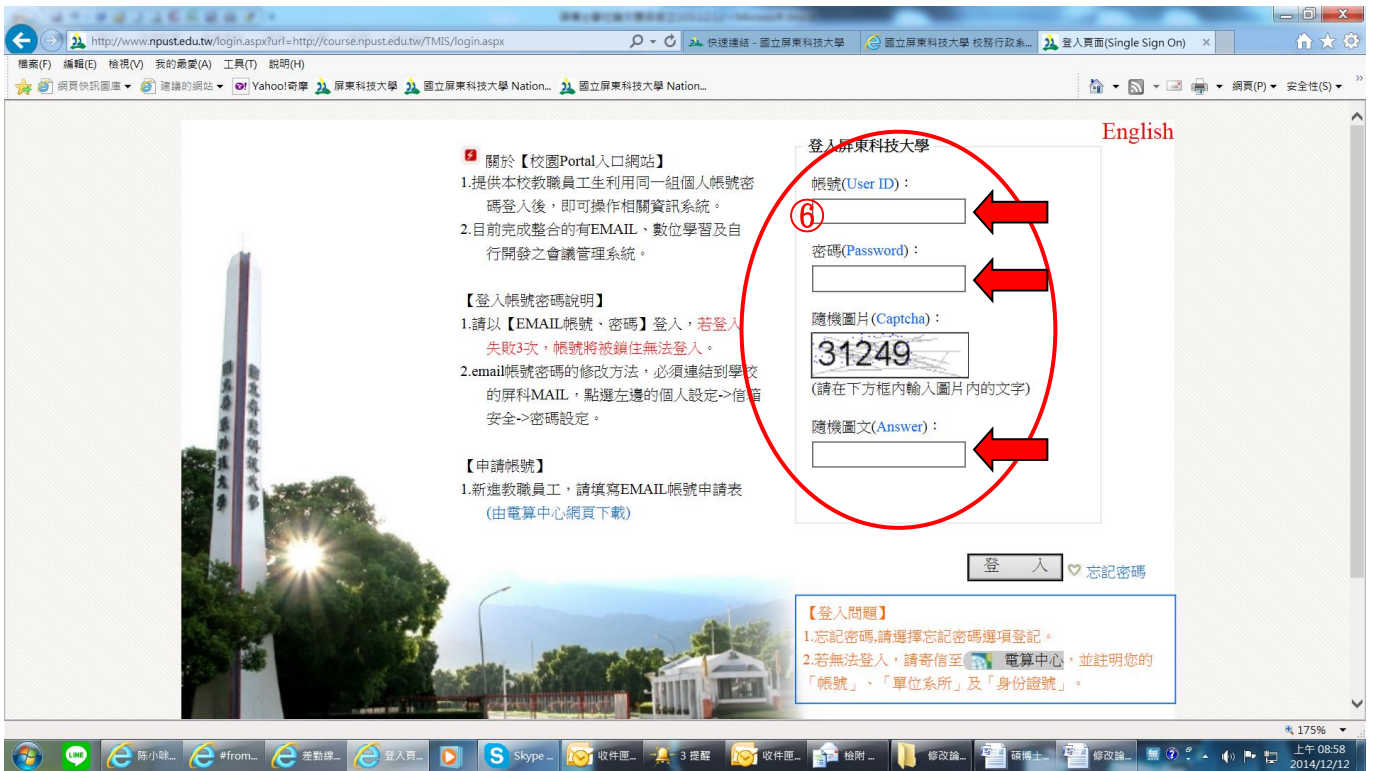 http://www.npust.edu.tw/login.aspx?url=http://course.npust.edu.tw/TMIS/login.aspx
快速連結 - 國立屏東科技大學
國立屏東科技大學 校務行政系...
登入頁面(Single Sign On)
檔案(F) 編輯(E) 檢視(V) 我的最愛(A) 工具(T) 說明(H)
網頁快訊圖庫 建議的網站 Yahoo!奇摩 屏東科技大學 國立屏東科技大學 Nation... 國立屏東科技大學 Nation...
網頁(P) 安全性(S)
English
關於【校園Portal入口網站】
1.提供本校教職員工生利用同一組個人帳號密
碼登入後，即可操作相關資訊系統。
2.目前完成整合的有EMAIL、數位學習及自
行開發之會議管理系統。
【登入帳號密碼說明】
1.請以【EMAIL帳號、密碼】登入，若登入
失敗3次，帳號將被鎖住無法登入。
2.email帳號密碼的修改方法，必須連結到學校
的屏科MAIL，點選左邊的個人設定->信箱
安全->密碼設定。
【申請帳號】
1.新進教職員工，請填寫EMAIL帳號申請表
(由電算中心網頁下載)
登入屏東科技大學
帳號(User ID)：
⑥
密碼(Password)：
隨機圖片(Captcha)：
31249
(請在下方框內輸入圖片內的文字)
隨機圖文(Answer)：
登 入
忘記密碼
【登入問題】
1.忘記密碼,請選擇忘記密碼選項登記。
2.若無法登入，請寄信至 電算中心，並註明您的
「帳號」、「單位系所」及「身份證號」。
國立屏東科技大學
175%
LINE 陈小咪... #from... 差勤線... 登入頁... Skype ... 收件匣... 3 提醒 收件匣... 檢附 ... 修改論... 碩博士... 修改論...
上午 08:58
2014/12/12